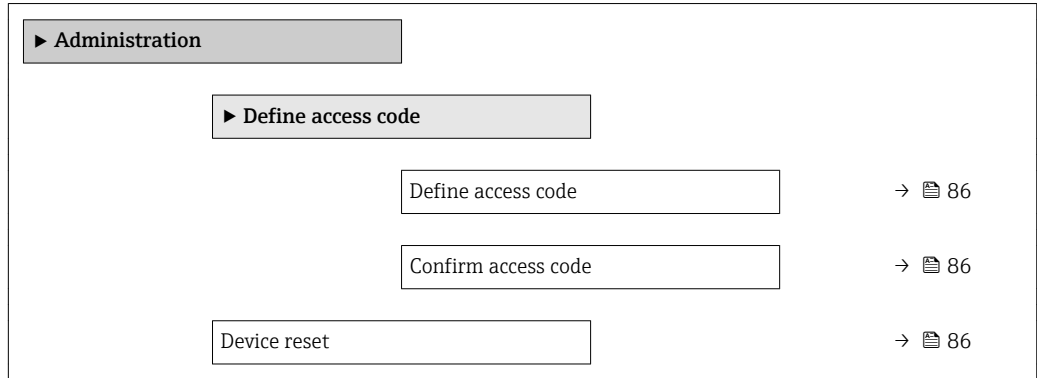 ▶ Administration
▶ Define access code
Define access code → 86
Confirm access code → 86
Device reset → 86